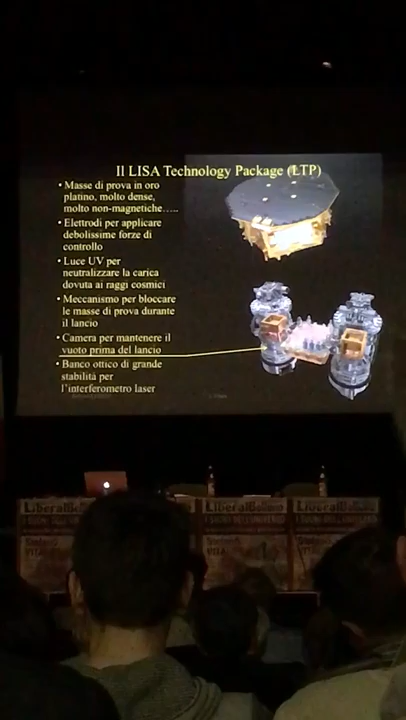 Il LISA Technology Package (LTP)
• Masse di prova in oro
platino, molto dense,
molto non-magnetiche…..
• Elettrodi per applicare
debolissime forze di
controllo
• Luce UV per
neutralizzare la carica
dovuta ai raggi cosmici
• Meccanismo per bloccare
le masse di prova durante
il lancio
• Camera per mantenere il
vuoto prima del lancio
• Banco ottico di grande
stabilità per
l'interferometro laser